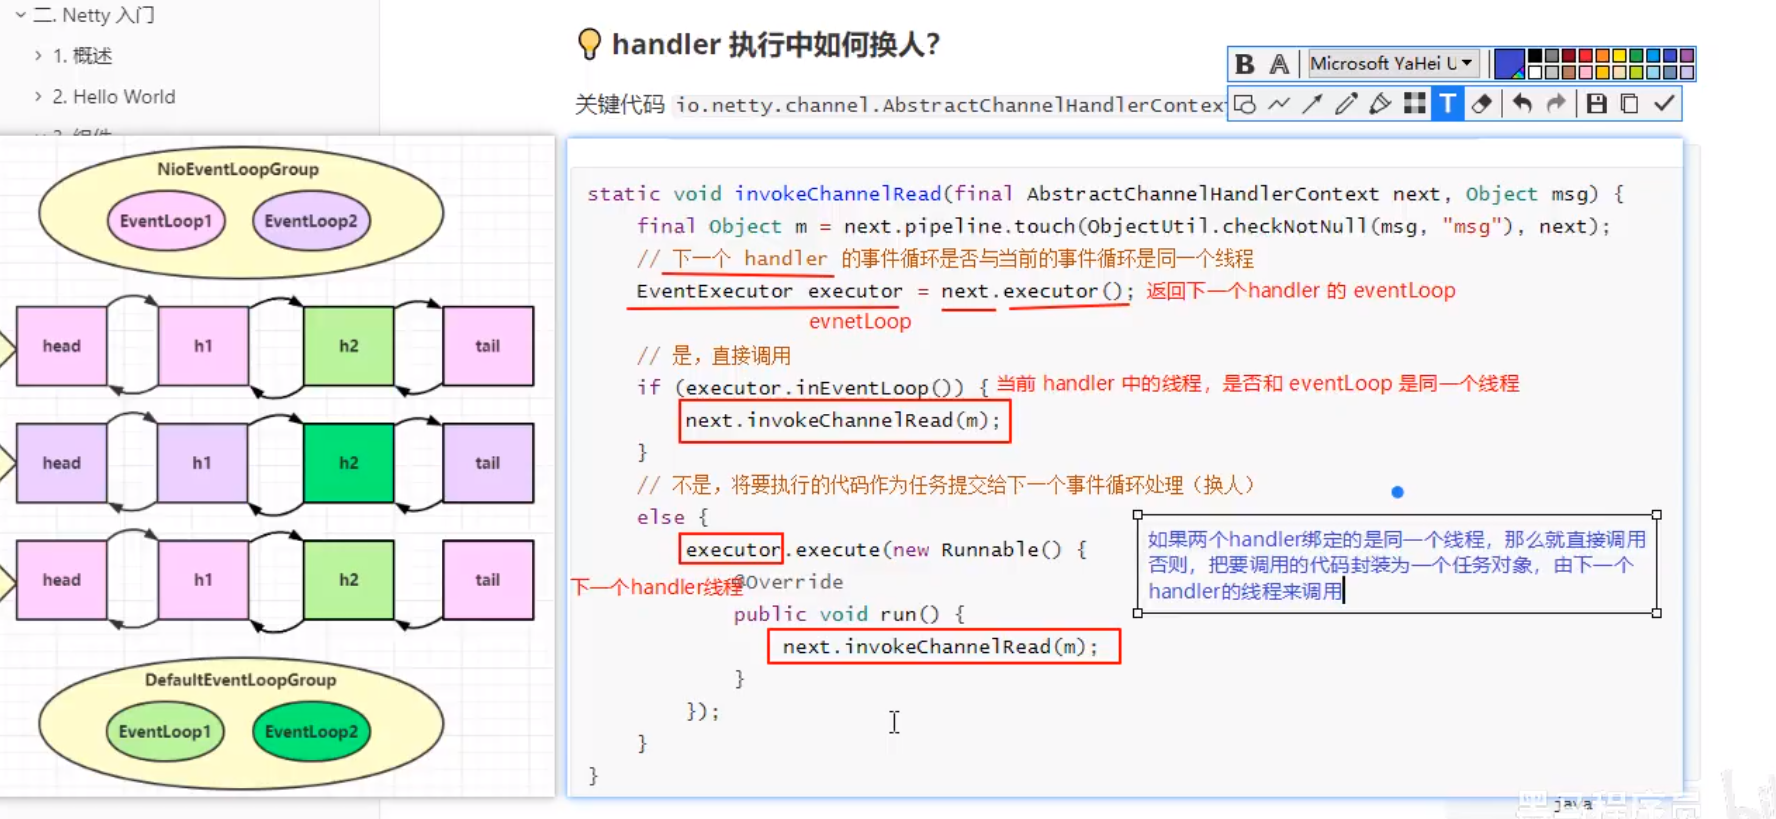 二. Netty 入门
1. 概述
2. Hello World
handler 执行中如何换人？
关键代码 io.netty.channel.AbstractChannelHandlerContext
B A Microsoft YaHei U
T
NioEventLoopGroup
EventLoop1 EventLoop2
head h1 h2 tail
head h1 h2 tail
head h1 h2 tail
DefaultEventLoopGroup
EventLoop1 EventLoop2
static void invokeChannelRead(final AbstractChannelHandlerContext next, Object msg) {
final Object m = next.pipeline.touch(ObjectUtil.checkNotNull(msg, "msg"), next);
// 下一个 handler 的事件循环是否与当前的事件循环是同一个线程
EventExecutor executor = next.executor(); 返回下一个handler 的 eventLoop
evnetLoop
// 是，直接调用
if (executor.inEventLoop()) { 当前 handler 中的线程，是否和 eventLoop 是同一个线程
next.invokeChannelRead(m);
}
// 不是，将要执行的代码作为任务提交给下一个事件循环处理（换人）
else {
executor.execute(new Runnable() {
下一个handler线程 @Override
public void run() {
next.invokeChannelRead(m);
}
});
}
}
如果两个handler绑定的是同一个线程，那么就直接调用
否则，把要调用的代码封装为一个任务对象，由下一个
handler的线程来调用
java